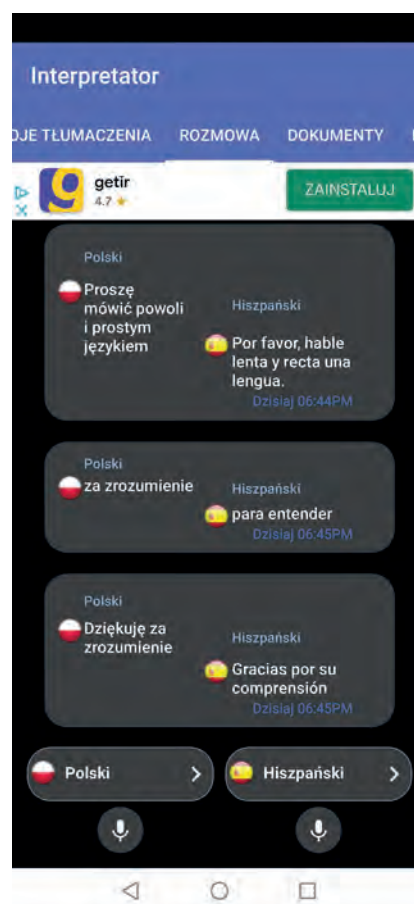 Interpretator
OJE TŁUMACZENIA ROZMOWA DOKUMENTY
getir
4.7
ZAINSTALUJ
Polski
Proszę
mówić powoli
i prostym
językiem
Hiszpański
Por favor, hable
lenta y recta una
lengua.
Dzisiaj 06:44PM
Polski
za zrozumienie
Hiszpański
para entender
Dzisiaj 06:45PM
Polski
Dziękuję za
zrozumienie
Hiszpański
Gracias por su
comprensión
Dzisiaj 06:45PM
Polski
Hiszpański